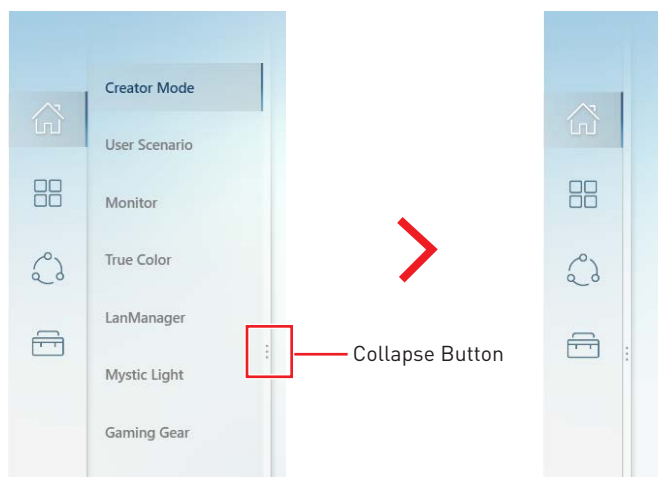 Creator Mode
User Scenario
Monitor
True Color
LanManager
Collapse Button
Mystic Light
Gaming Gear